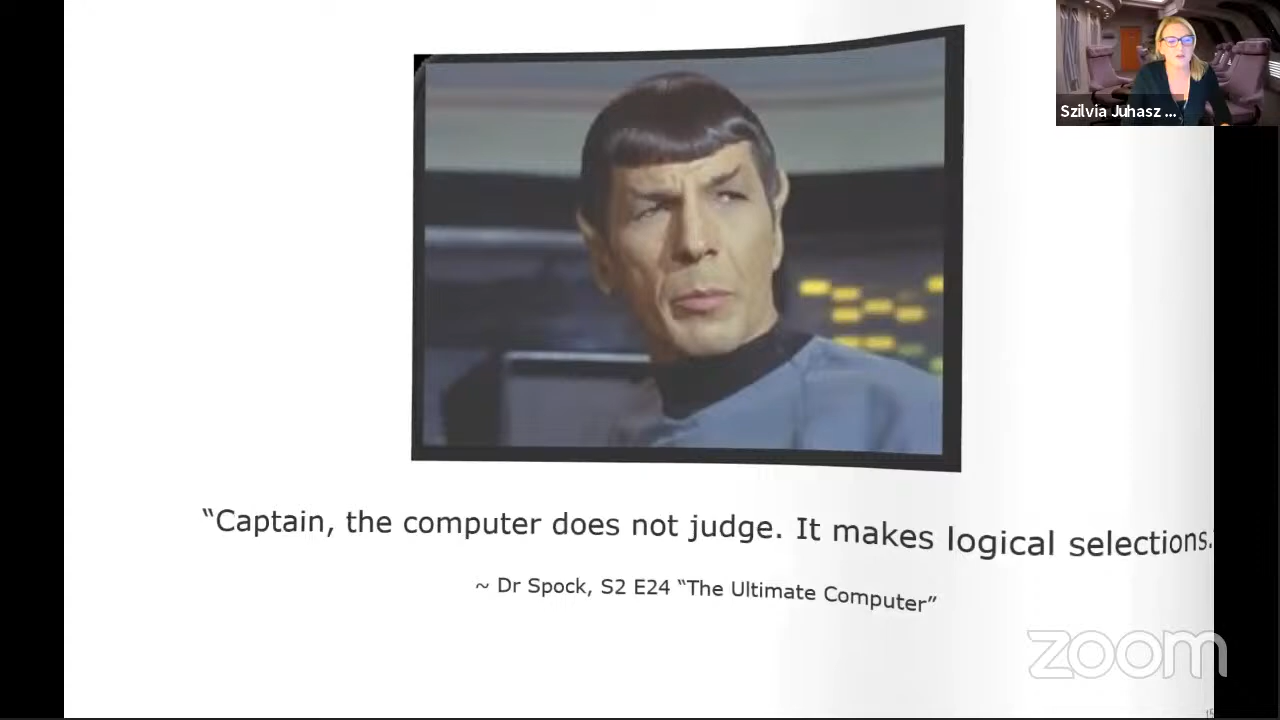 Szilvia Juhasz ...
“Captain, the computer does not judge. It makes logical selections.
~ Dr Spock, S2 E24 “The Ultimate Computer”
zoom